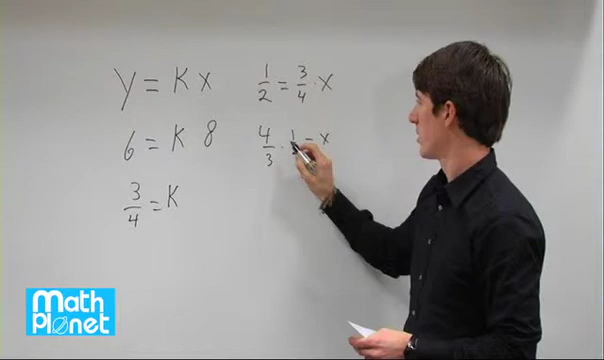 y = K x
6 = K 8
3/4 = K
1/2 = 3/4 · x
4/3 · 1 = x
Math
Planet